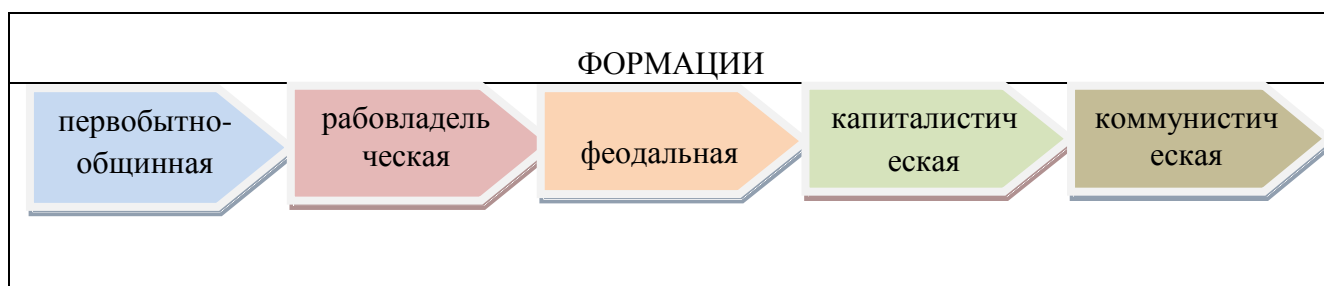 ФОРМАЦИИ
первобытно-
общинная
рабовладель
ческая
феодальная
капиталистич
еская
коммунистич
еская